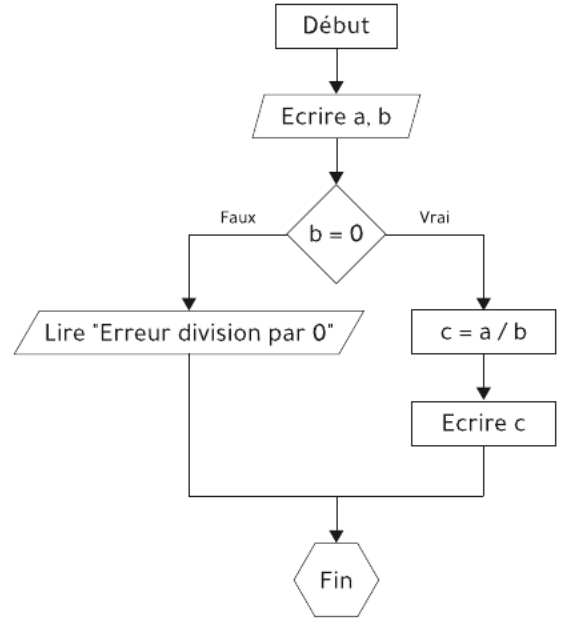 Début
Ecrire a, b
Faux
Vrai
b = 0
Lire "Erreur division par 0"
c = a / b
Ecrire c
Fin